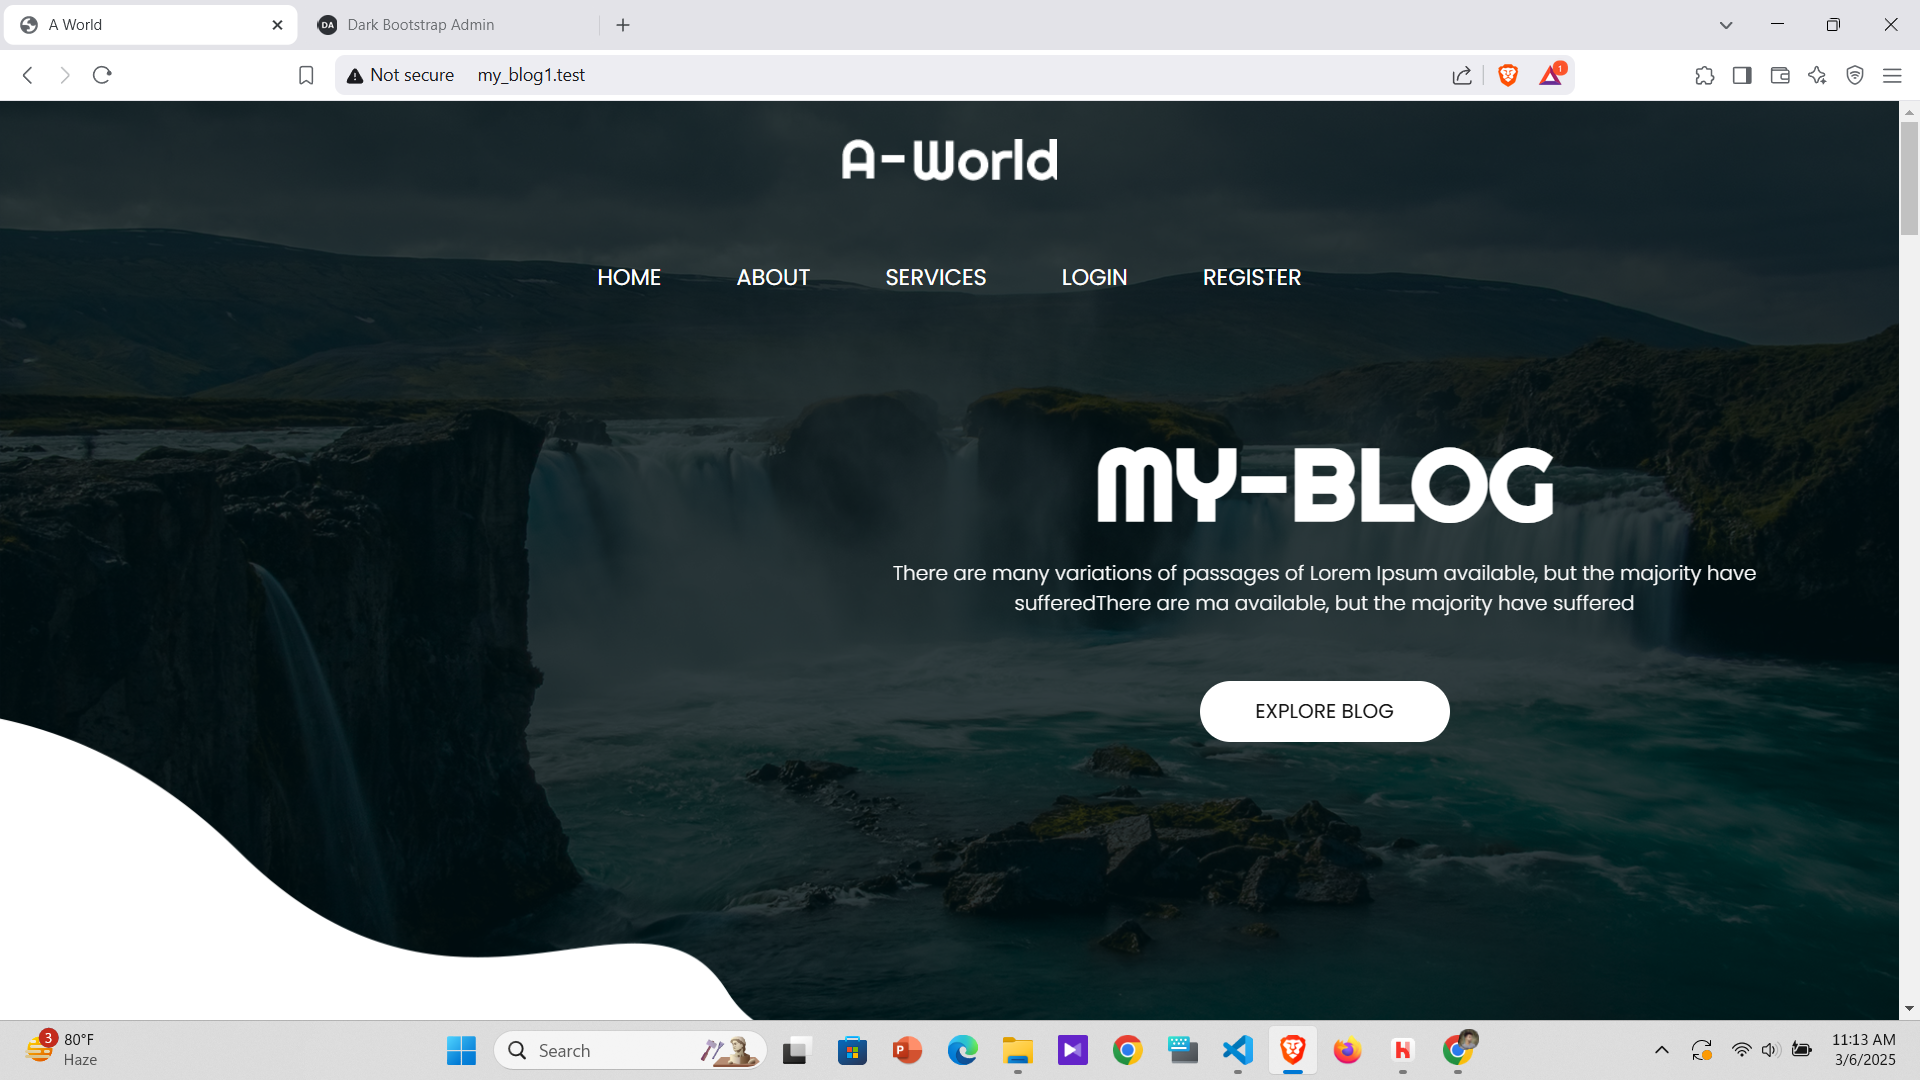 A World
DA
Dark Bootstrap Admin
Not secure
my_blog1.test
1
A-World
HOME
ABOUT
SERVICES
LOGIN
REGISTER
MY-BLOG
There are many variations of passages of Lorem Ipsum available, but the majority have
sufferedThere are ma available, but the majority have suffered
EXPLORE BLOG
3
80°F
Haze
Search
P
H
11:13 AM
3/6/2025